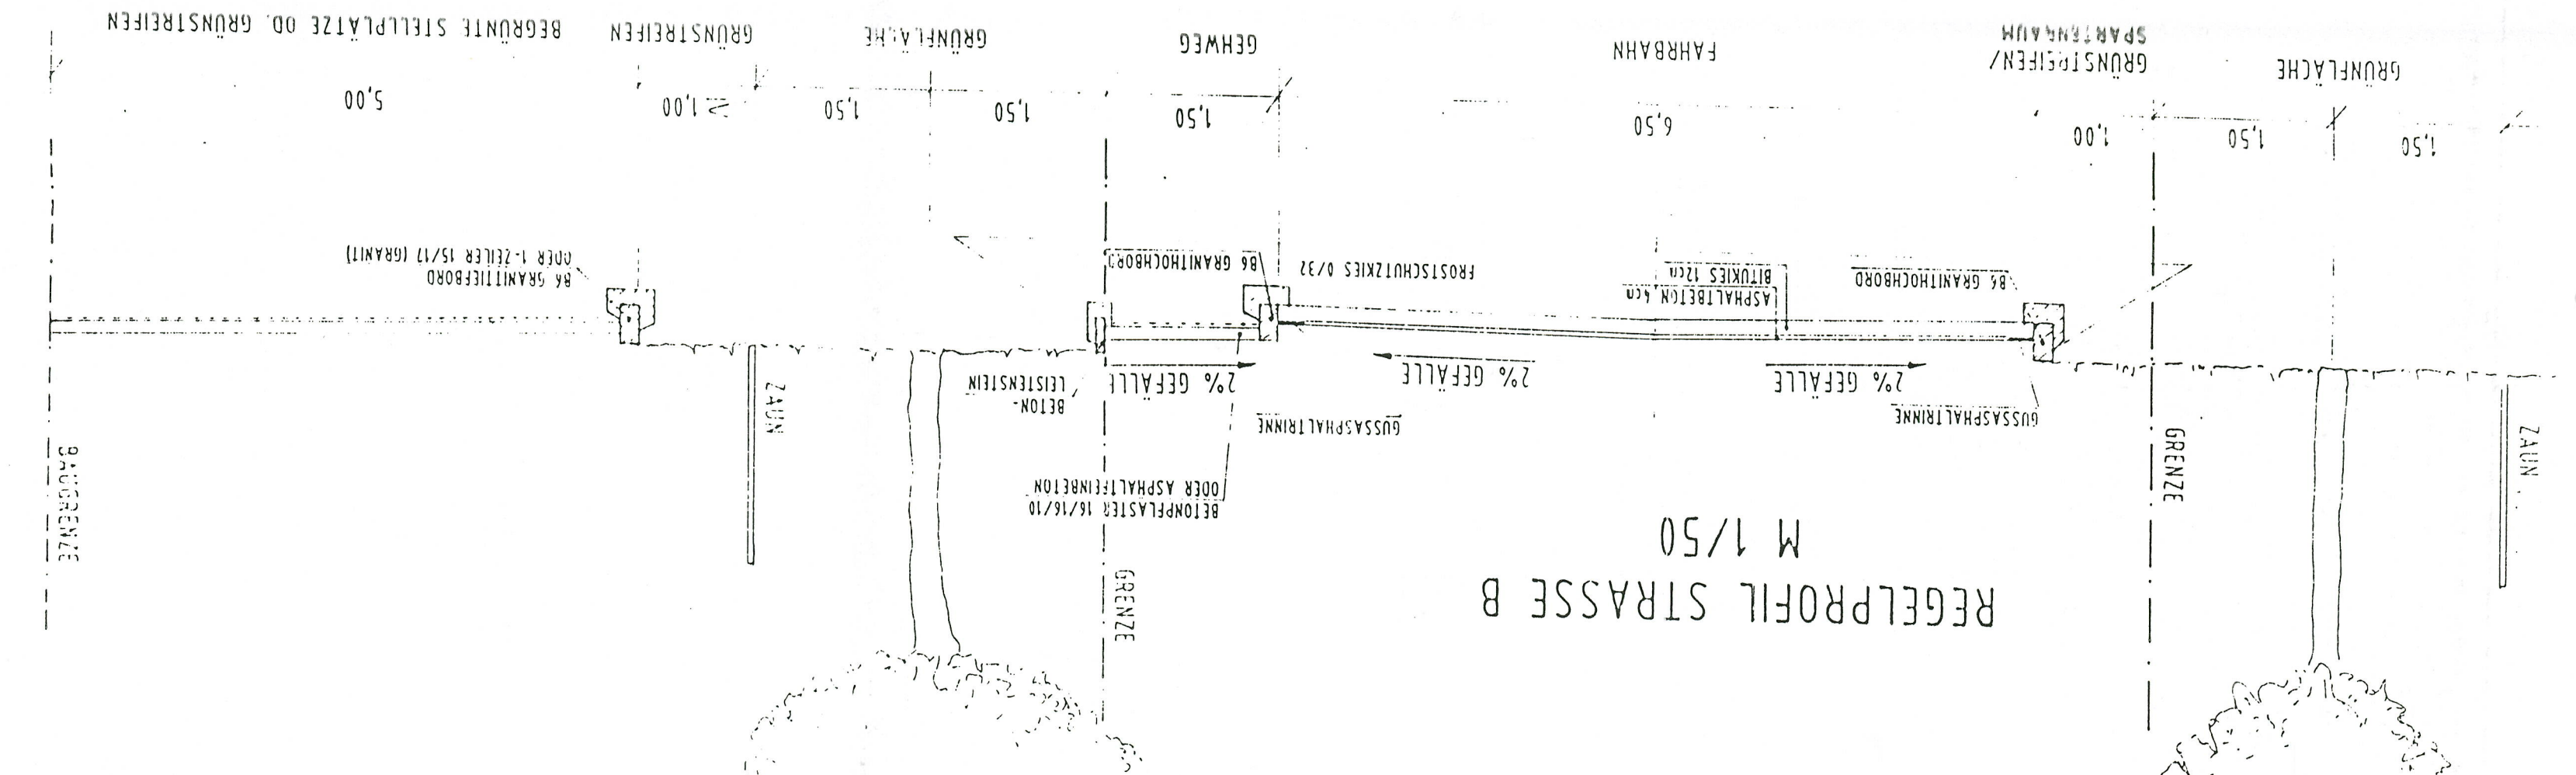 REGELPROFIL STRASSE B
M 1/50
ZAUN
GRENZE
GRENZE
ZAUN
BAUGRENZE
BETONPFLASTER 16/16/10
ODER ASPHALTFEINBETON
GUSSASPHALTRINNE
GUSSASPHALTRINNE
BETON-
LEISTENSTEIN
2% GEFÄLLE
2% GEFÄLLE
2% GEFÄLLE
B6 GRANITHOCHBORD
ASPHALTBETON 4cm
BITUKIES 12cm
FROSTSCHUTZKIES 0/32
B6 GRANITHOCHBORD
B6 GRANITTIEFBORD
ODER 1-ZEILER 15/17 (GRANIT)
1,50
1,50
1,00
6,50
1,50
1,50
1,50
≥ 1,00
5,00
GRÜNFLÄCHE
GRÜNSTREIFEN/
SPARTENRAUM
FAHRBAHN
GEHWEG
GRÜNFLÄCHE
GRÜNSTREIFEN
BEGRÜNTE STELLPLÄTZE OD. GRÜNSTREIFEN